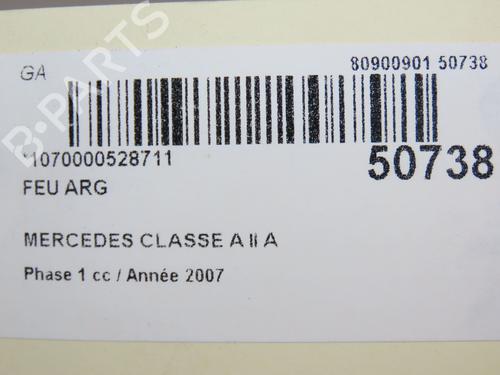 GA
80900901 50738
*1070000528711
50738
FEU ARG
MERCEDES CLASSE A II A
Phase 1 cc / Année 2007
B-PARTS